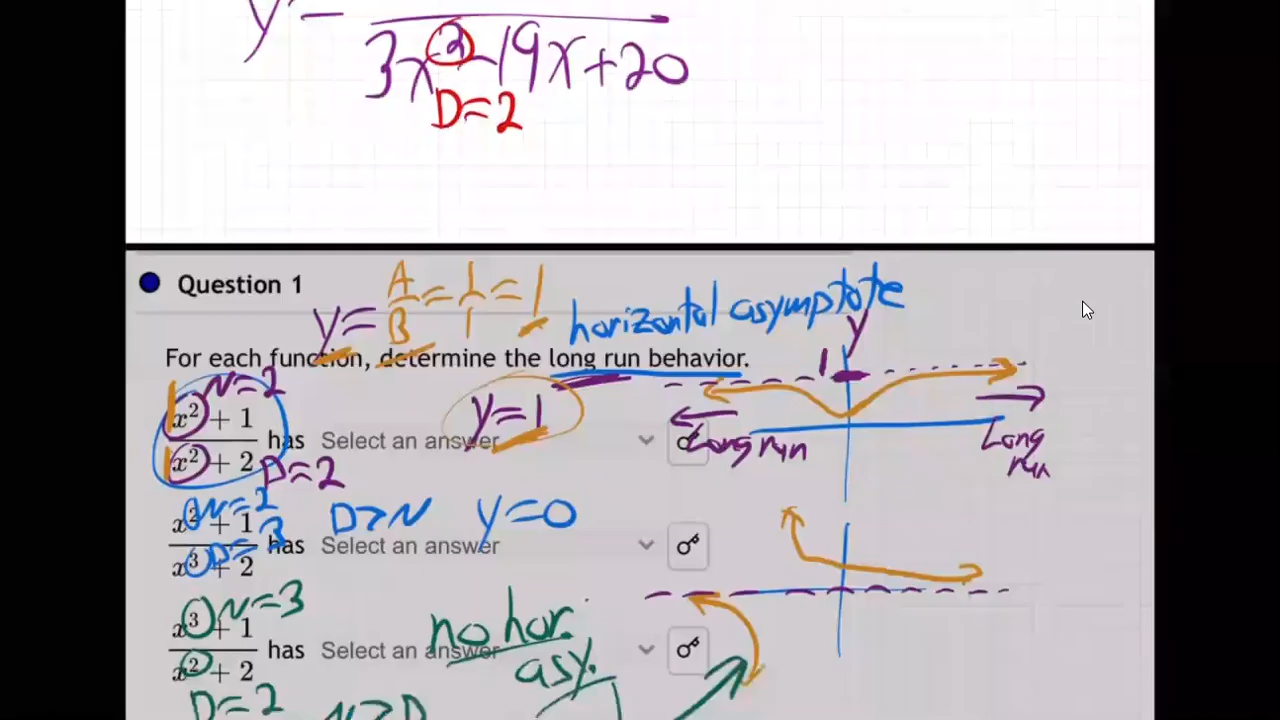 y =
3x²-19x+20
D=2
Question 1
y = A/B = 1/1 = 1
horizontal asymptote
y
For each function, determine the long run behavior.
1
N=2
1x² + 1
1x² + 2
has Select an answer
y=1
D=2
Long run
Long run
N=2
x² + 1
x³ + 2
D=3
has Select an answer
D>N y=0
N=3
x³ + 1
x² + 2
has Select an answer
no hor. asy.
D=2
N>D